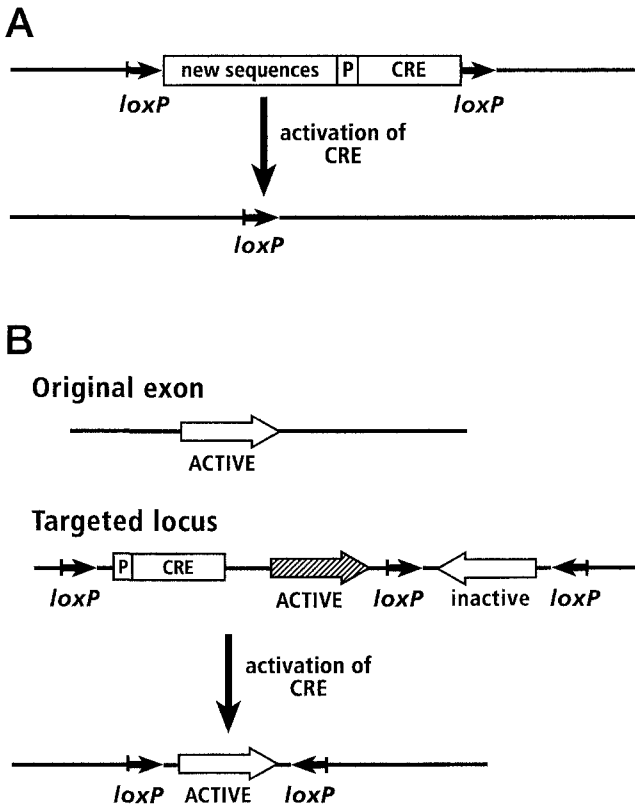 A
new sequences P CRE
loxP loxP
activation of
CRE
loxP
B
Original exon
ACTIVE
Targeted locus
P CRE
loxP ACTIVE loxP inactive loxP
activation of
CRE
loxP ACTIVE loxP